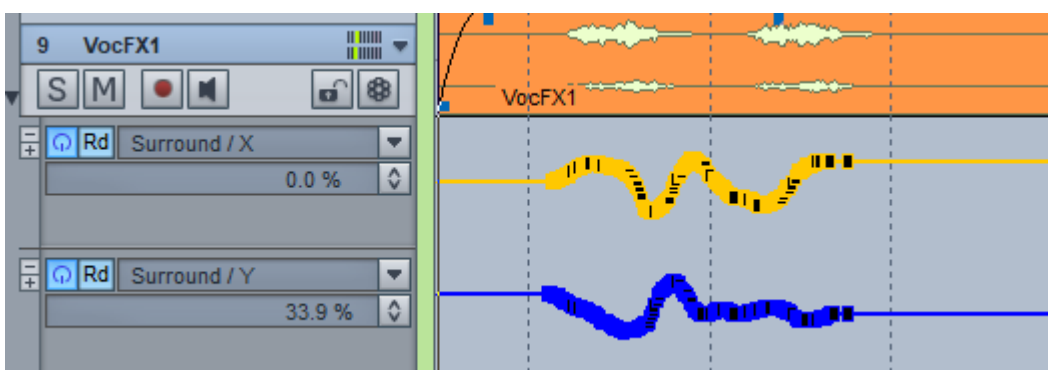 9 VocFX1
S M
VocFX1
Rd Surround / X
0.0 %
Rd Surround / Y
33.9 %